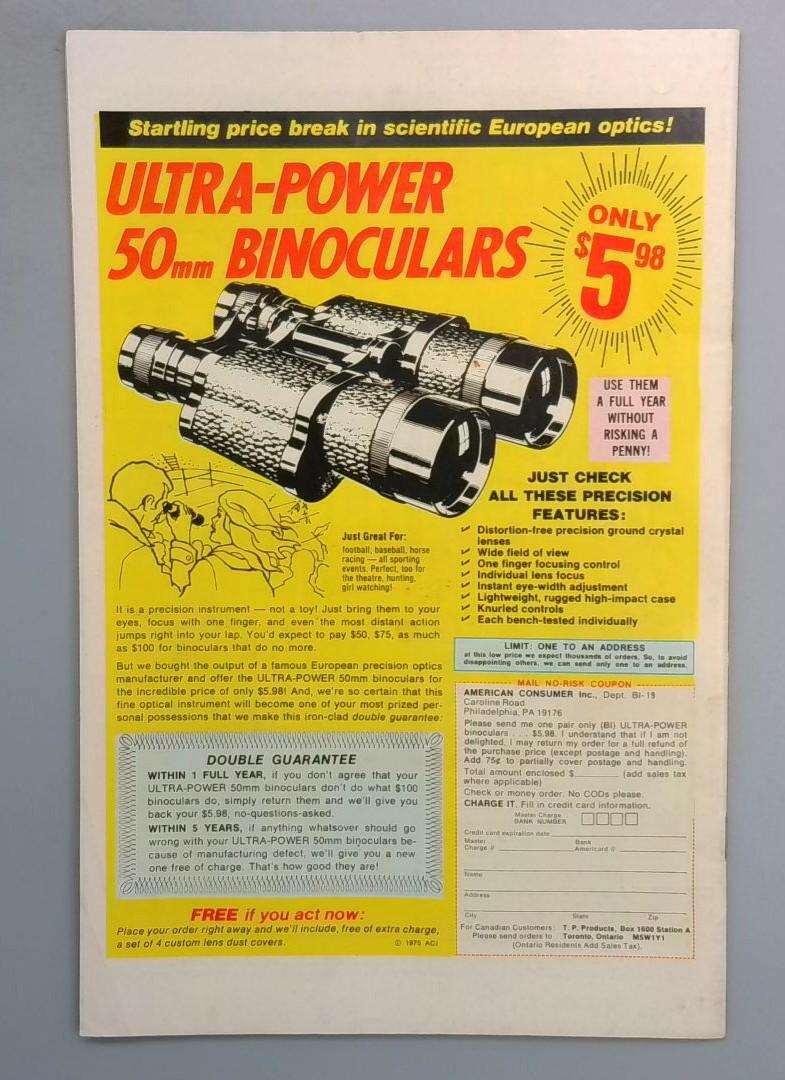 Startling price break in scientific European optics!
ULTRA-POWER
50mm BINOCULARS
ONLY
$5 98
USE THEM
A FULL YEAR
WITHOUT
RISKING A
PENNY!
JUST CHECK
ALL THESE PRECISION
FEATURES:
Distortion-free precision ground crystal
lenses
Wide field of view
One finger focusing control
Individual lens focus
Instant eye-width adjustment
Lightweight, rugged high-impact case
Knurled controls
Each bench-tested individually
Just Great For:
football, baseball, horse
racing — all sporting
events. Perfect, too for
the theatre, hunting,
girl watching!
It is a precision instrument — not a toy! Just bring them to your
eyes, focus with one finger, and even the most distant action
jumps right into your lap. You'd expect to pay $50, $75, as much
as $100 for binoculars that do no more.
But we bought the output of a famous European precision optics
manufacturer and offer the ULTRA-POWER 50mm binoculars for
the incredible price of only $5.98! And, we're so certain that this
fine optical instrument will become one of your most prized per-
sonal possessions that we make this iron-clad double guarantee:
DOUBLE GUARANTEE
WITHIN 1 FULL YEAR, if you don't agree that your
ULTRA-POWER 50mm binoculars don't do what $100
binoculars do, simply return them and we'll give you
back your $5.98, no-questions-asked.
WITHIN 5 YEARS, if anything whatsover should go
wrong with your ULTRA-POWER 50mm binoculars be-
cause of manufacturing defect, we'll give you a new
one free of charge. That's how good they are!
FREE if you act now:
Place your order right away and we'll include, free of extra charge,
a set of 4 custom lens dust covers.
© 1975 ACI
LIMIT: ONE TO AN ADDRESS
at this low price we expect thousands of orders. So, to avoid
disappointing others, we can send only one to an address.
MAIL NO-RISK COUPON
AMERICAN CONSUMER Inc., Dept. BI-19
Caroline Road
Philadelphia, PA 19176
Please send me one pair only (BI) ULTRA-POWER
binoculars . . . $5.98. I understand that if I am not
delighted, I may return my order for a full refund of
the purchase price (except postage and handling).
Add 75¢ to partially cover postage and handling.
Total amount enclosed $____ (add sales tax
where applicable)
Check or money order. No CODs please.
CHARGE IT. Fill in credit card information.
Master Charge
BANK NUMBER
Credit card expiration date
Master Bank
Charge # Americard #
Name
Address
City State Zip
For Canadian Customers: T. P. Products, Box 1600 Station A
Please send orders to Toronto, Ontario M5W1Y1
(Ontario Residents Add Sales Tax).